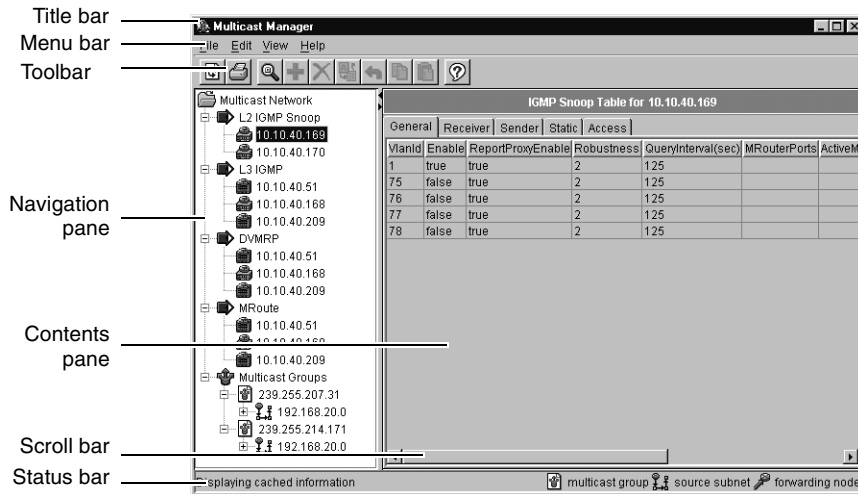 Title bar
Menu bar
Toolbar
Navigation
pane
Contents
pane
Scroll bar
Status bar
Multicast Manager
File Edit View Help
Multicast Network
L2 IGMP Snoop
10.10.40.169
10.10.40.170
L3 IGMP
10.10.40.51
10.10.40.168
10.10.40.209
DVMRP
10.10.40.51
10.10.40.168
10.10.40.209
MRoute
10.10.40.51
10.10.40.168
10.10.40.209
Multicast Groups
239.255.207.31
192.168.20.0
239.255.214.171
192.168.20.0
IGMP Snoop Table for 10.10.40.169
General Receiver Sender Static Access
VlanId Enable ReportProxyEnable Robustness QueryInterval(sec) MRouterPorts ActiveM
1 true true 2 125
75 false true 2 125
76 false true 2 125
77 false true 2 125
78 false true 2 125
Displaying cached information
multicast group source subnet forwarding node